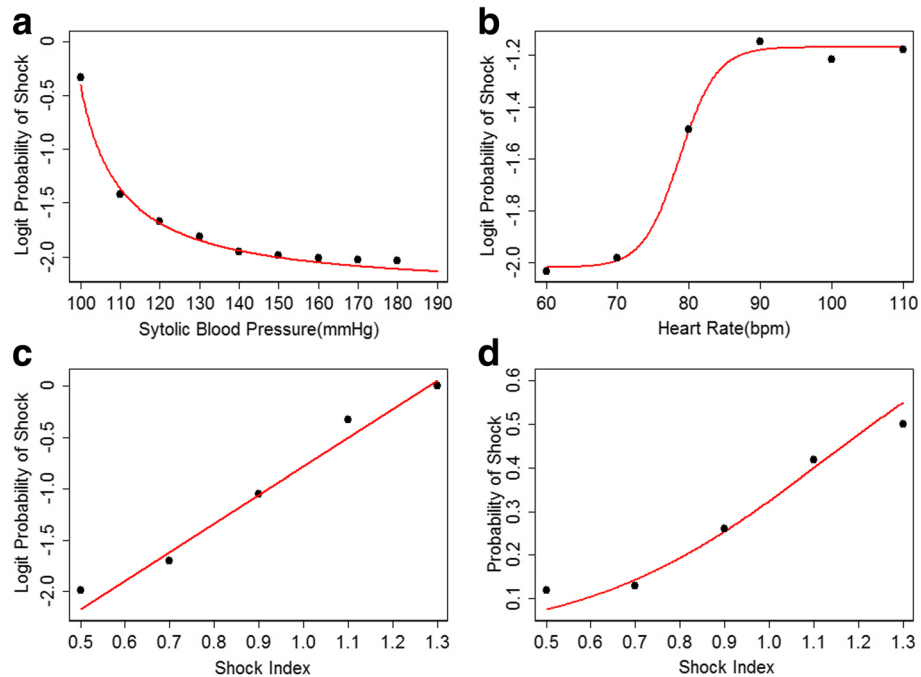 a
0
-0.5
-1.0
-1.5
-2.0
Logit Probability of Shock
100 110 120 130 140 150 160 170 180 190
Sytolic Blood Pressure(mmHg)
b
-1.2
-1.4
-1.6
-1.8
-2.0
Logit Probability of Shock
60 70 80 90 100 110
Heart Rate(bpm)
c
0
-0.5
-1.0
-1.5
-2.0
Logit Probability of Shock
0.5 0.6 0.7 0.8 0.9 1.0 1.1 1.2 1.3
Shock Index
d
0.6
0.5
0.4
0.3
0.2
0.1
Probability of Shock
0.5 0.6 0.7 0.8 0.9 1.0 1.1 1.2 1.3
Shock Index